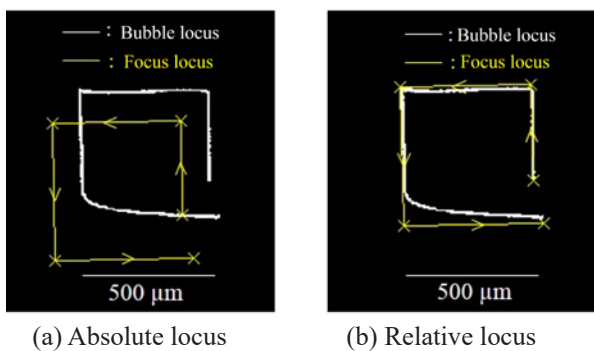 — : Bubble locus
— : Focus locus
500 μm
(a) Absolute locus
— : Bubble locus
— : Focus locus
500 μm
(b) Relative locus